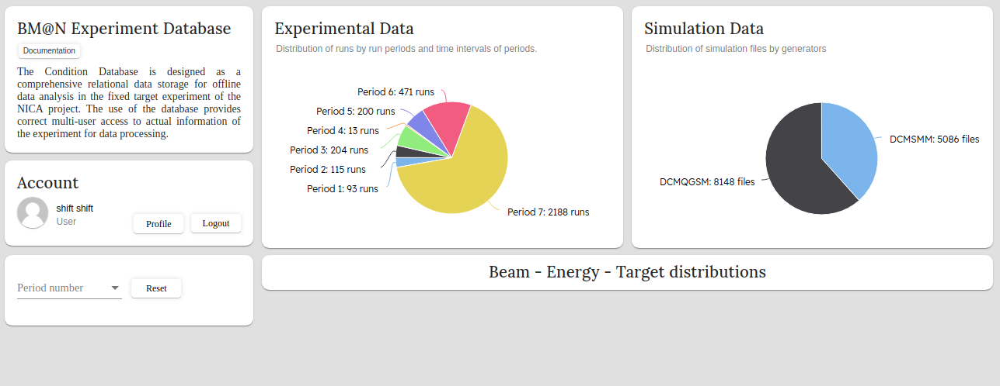 BM@N Experiment Database
Documentation
The Condition Database is designed as a
comprehensive relational data storage for offline
data analysis in the fixed target experiment of the
NICA project. The use of the database provides
correct multi-user access to actual information of
the experiment for data processing.
Account
shift shift
User
Profile
Logout
Period number
Reset
Experimental Data
Distribution of runs by run periods and time intervals of periods.
Period 6: 471 runs
Period 5: 200 runs
Period 4: 13 runs
Period 3: 204 runs
Period 2: 115 runs
Period 1: 93 runs
Period 7: 2188 runs
Simulation Data
Distribution of simulation files by generators
DCMSMM: 5086 files
DCMQGSM: 8148 files
Beam - Energy - Target distributions